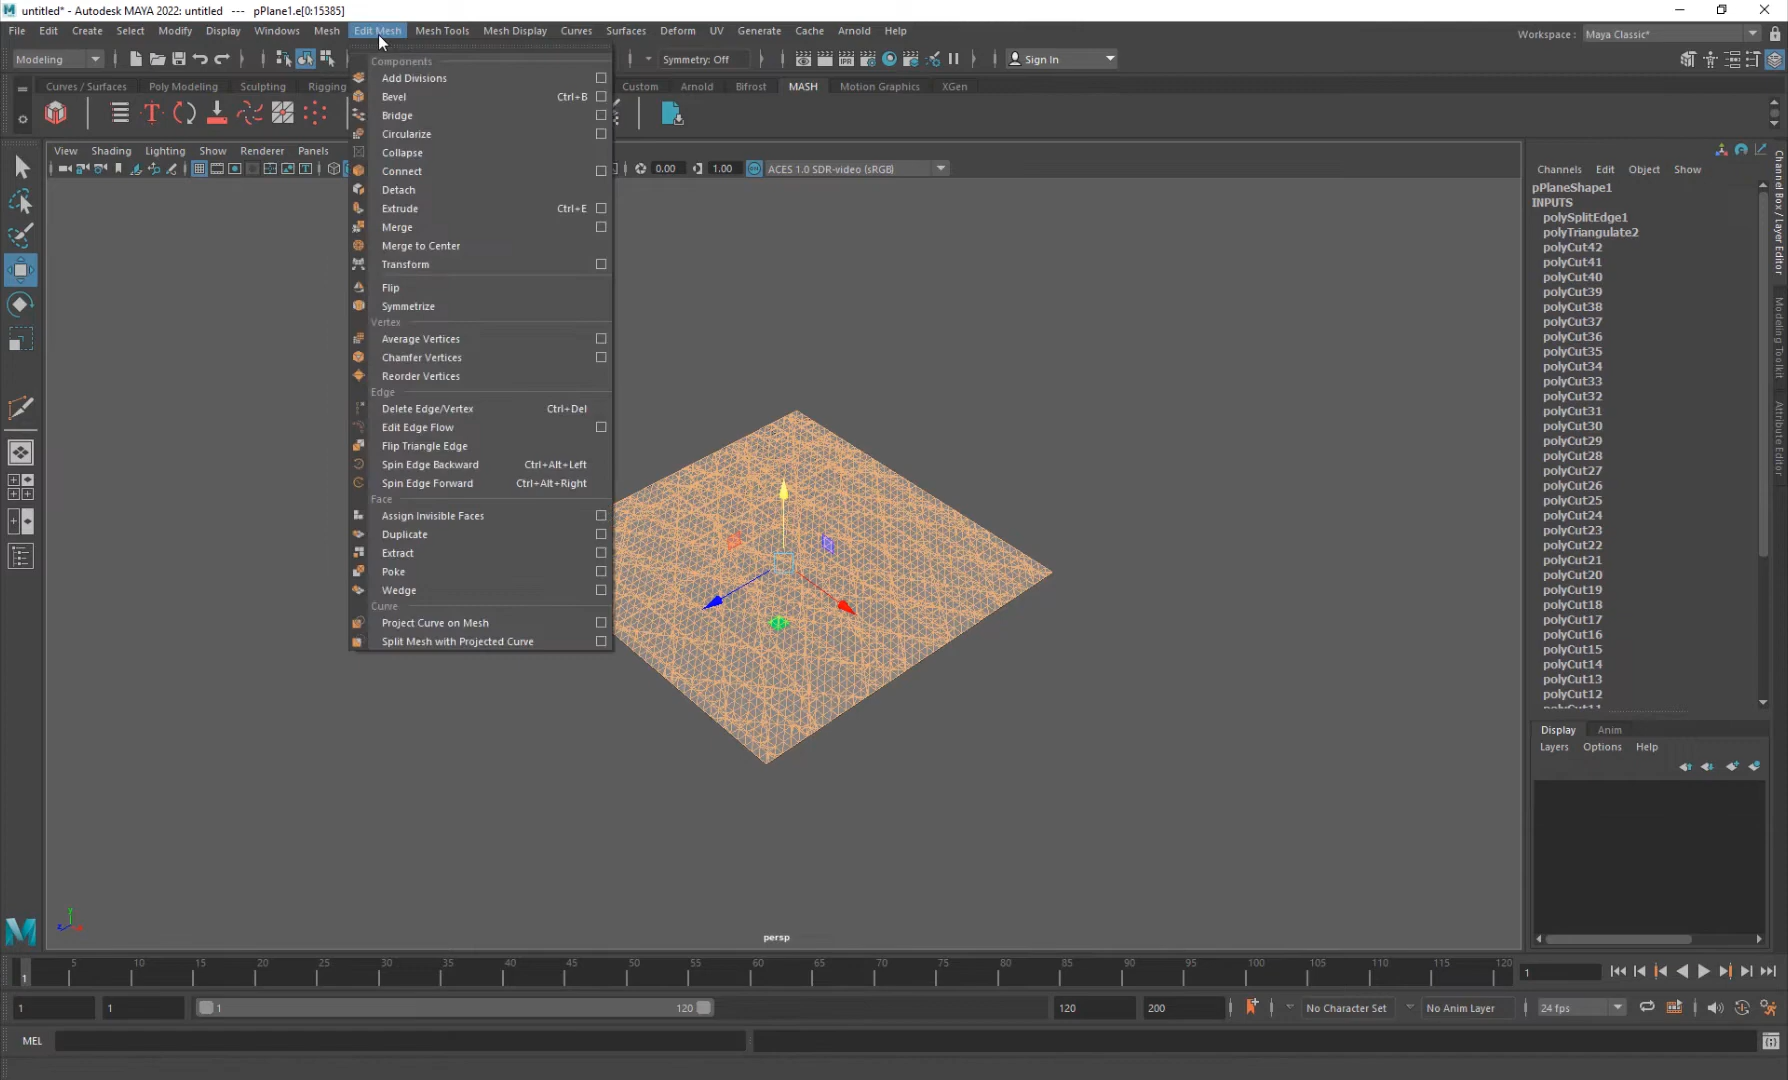 untitled* - Autodesk MAYA 2022: untitled --- pPlane1.e[0:15385]
File Edit Create Select Modify Display Windows Mesh Edit Mesh Mesh Tools Mesh Display Curves Surfaces Deform UV Generate Cache Arnold Help
Workspace : Maya Classic*
Modeling
Symmetry: Off
Sign In
Curves / Surfaces Poly Modeling Sculpting Rigging
Custom Arnold Bifrost MASH Motion Graphics XGen
View Shading Lighting Show Renderer Panels
0.00 1.00 ACES 1.0 SDR-video (sRGB)
Components
Add Divisions
Bevel Ctrl+B
Bridge
Circularize
Collapse
Connect
Detach
Extrude Ctrl+E
Merge
Merge to Center
Transform
Flip
Symmetrize
Vertex
Average Vertices
Chamfer Vertices
Reorder Vertices
Edge
Delete Edge/Vertex Ctrl+Del
Edit Edge Flow
Flip Triangle Edge
Spin Edge Backward Ctrl+Alt+Left
Spin Edge Forward Ctrl+Alt+Right
Face
Assign Invisible Faces
Duplicate
Extract
Poke
Wedge
Curve
Project Curve on Mesh
Split Mesh with Projected Curve
persp
Channels Edit Object Show
pPlaneShape1
INPUTS
polySplitEdge1
polyTriangulate2
polyCut42
polyCut41
polyCut40
polyCut39
polyCut38
polyCut37
polyCut36
polyCut35
polyCut34
polyCut33
polyCut32
polyCut31
polyCut30
polyCut29
polyCut28
polyCut27
polyCut26
polyCut25
polyCut24
polyCut23
polyCut22
polyCut21
polyCut20
polyCut19
polyCut18
polyCut17
polyCut16
polyCut15
polyCut14
polyCut13
polyCut12
polyCut11
Display Anim
Layers Options Help
Channel Box / Layer Editor
Modeling Toolkit
Attribute Editor
5 10 15 20 25 30 35 40 45 50 55 60 65 70 75 80 85 90 95 100 105 110 115 120
1
1
1 1 1 120 120 200 No Character Set No Anim Layer 24 fps
MEL